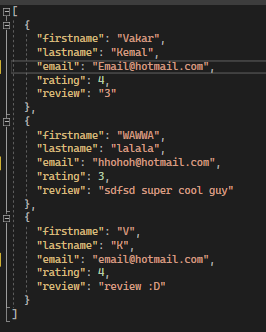 [
{
"firstname": "Vakar",
"lastname": "Kemal",
"email": "Email@hotmail.com",
"rating": 4,
"review": "3"
},
{
"firstname": "WAWWA",
"lastname": "lalala",
"email": "hhohoh@hotmail.com",
"rating": 3,
"review": "sdfsd super cool guy"
},
{
"firstname": "V",
"lastname": "K",
"email": "email@hotmail.com",
"rating": 4,
"review": "review :D"
}
]